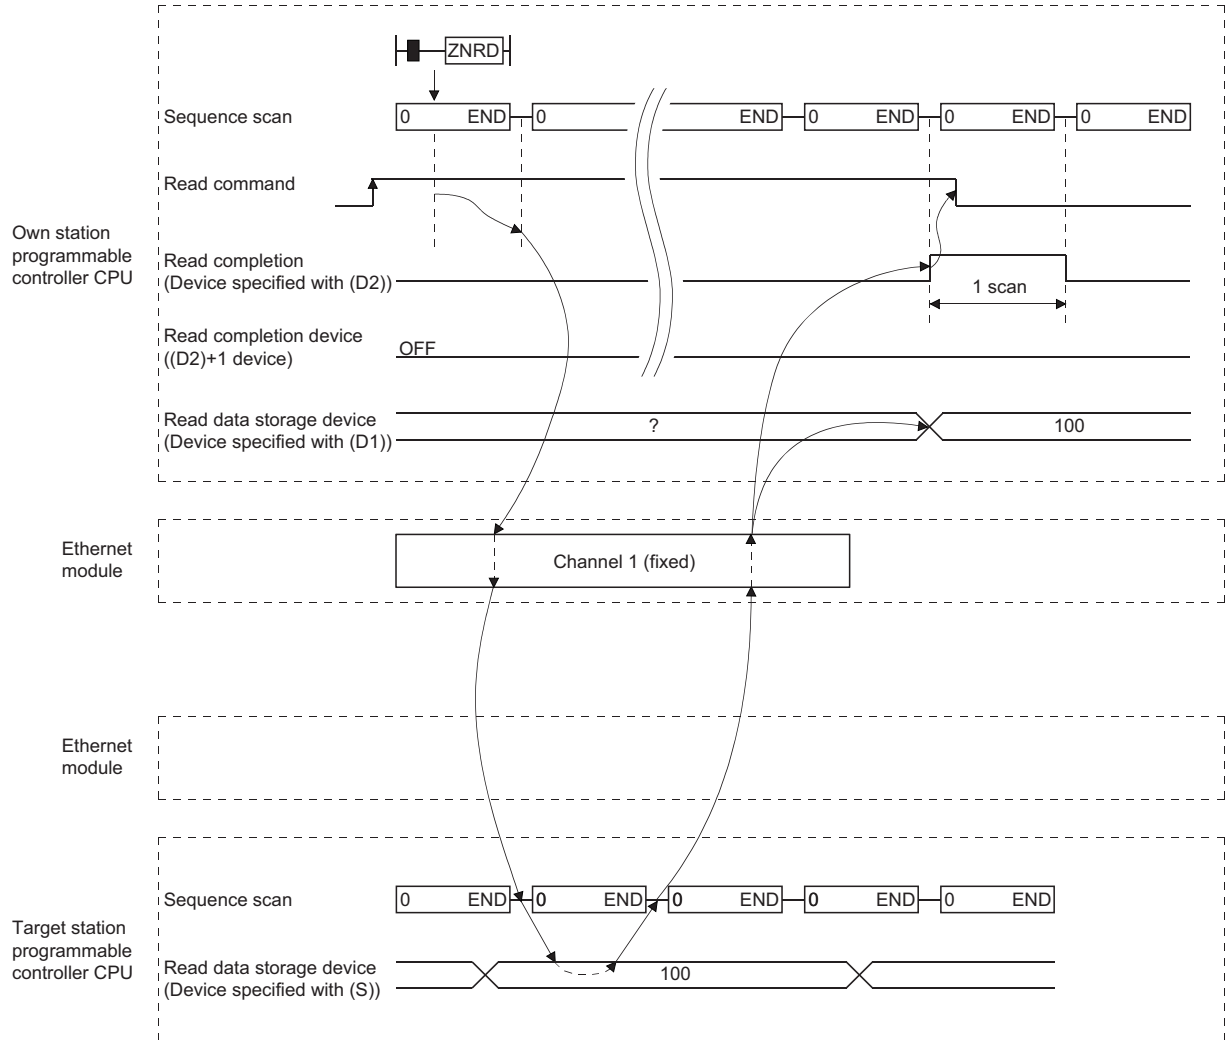 ZNRD
Sequence scan
0 END 0 END 0 END 0 END 0 END
Read command
Own station
programmable
controller CPU
Read completion
(Device specified with (D2))
1 scan
Read completion device
((D2)+1 device)
OFF
Read data storage device
(Device specified with (D1))
?
100
Ethernet
module
Channel 1 (fixed)
Ethernet
module
Sequence scan
0 END 0 END 0 END 0 END 0 END
Target station
programmable
controller CPU
Read data storage device
(Device specified with (S))
100